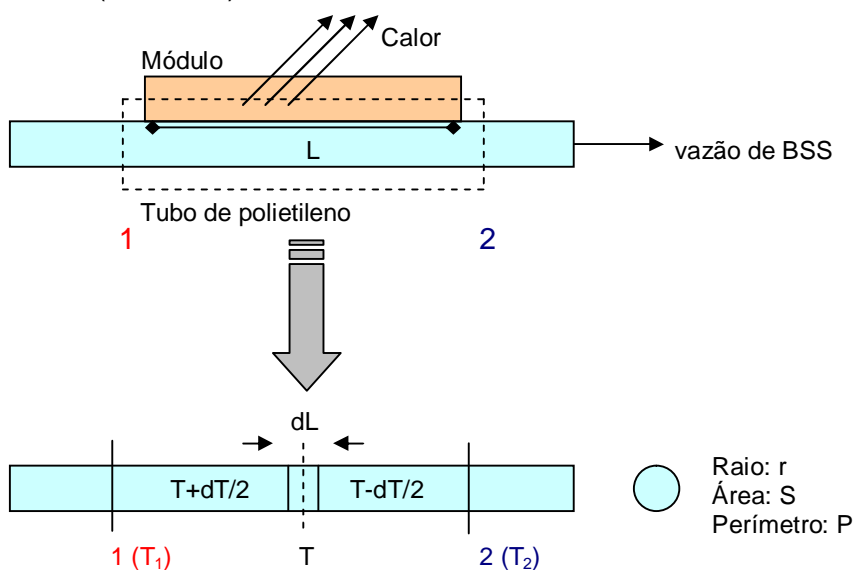 Calor
Módulo
L
vazão de BSS
Tubo de polietileno
1
2
dL
T+dT/2
T-dT/2
Raio: r
Área: S
Perímetro: P
1 (T₁)
T
2 (T₂)